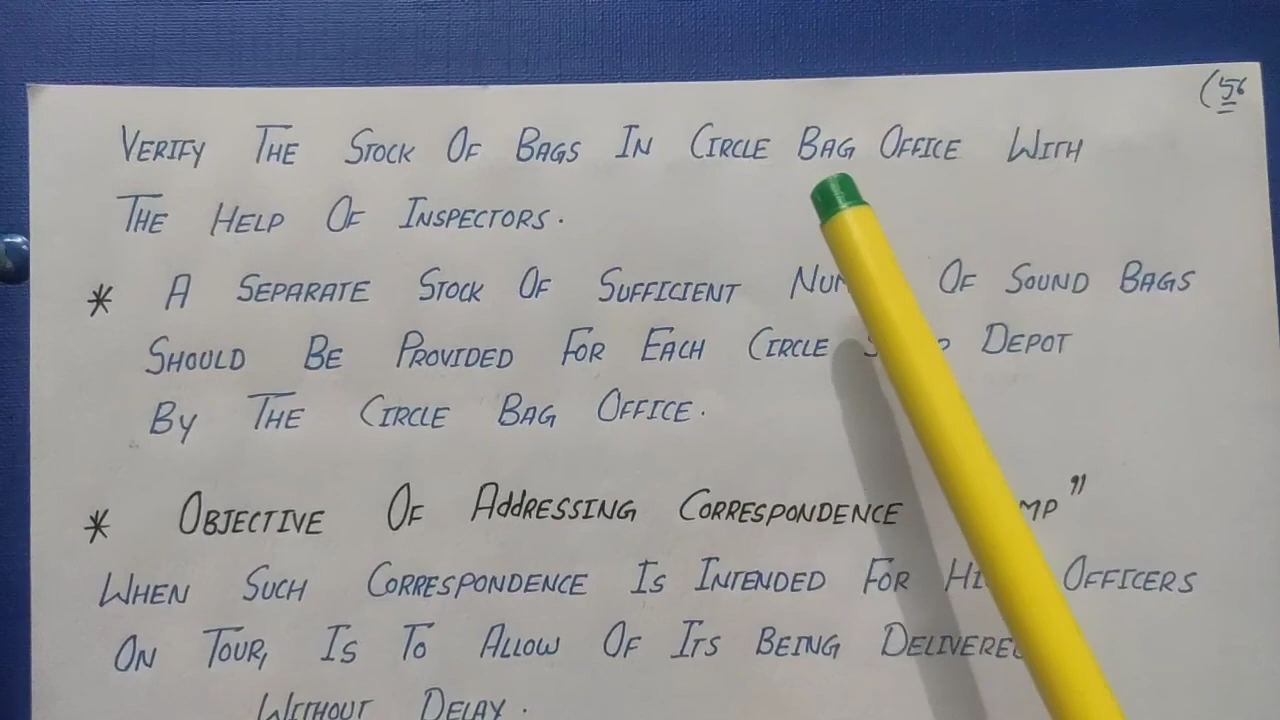 (56
VERIFY THE STOCK OF BAGS IN CIRCLE BAG OFFICE WITH
THE HELP OF INSPECTORS.
* A SEPARATE STOCK OF SUFFICIENT OF SOUND BAGS
SHOULD BE PROVIDED FOR EACH CIRCLE DEPOT
BY THE CIRCLE BAG OFFICE.
* OBJECTIVE OF ADDRESSING CORRESPONDENCE
WHEN SUCH CORRESPONDENCE IS INTENDED FOR OFFICERS
ON TOUR, IS TO ALLOW OF ITS BEING DELIVERED
WITHOUT DELAY.